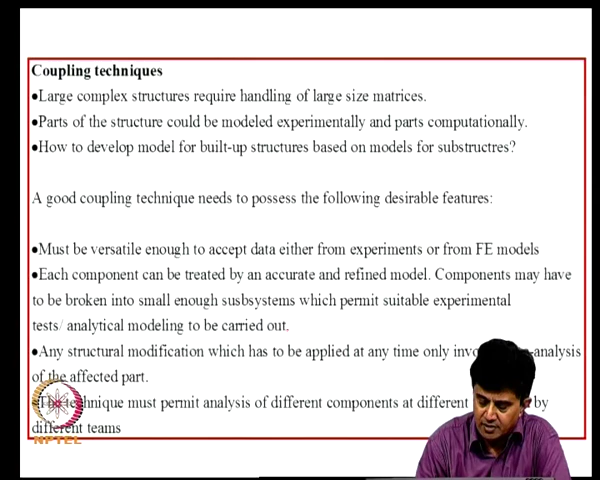 Coupling techniques
●Large complex structures require handling of large size matrices.
●Parts of the structure could be modeled experimentally and parts computationally.
●How to develop model for built-up structures based on models for substructres?
A good coupling technique needs to possess the following desirable features:
●Must be versatile enough to accept data either from experiments or from FE models
●Each component can be treated by an accurate and refined model. Components may have
to be broken into small enough susbsystems which permit suitable experimental
tests/ analytical modeling to be carried out.
●Any structural modification which has to be applied at any time only -analysis
of the affected part.
technique must permit analysis of different components at different by
different teams
NPTEL